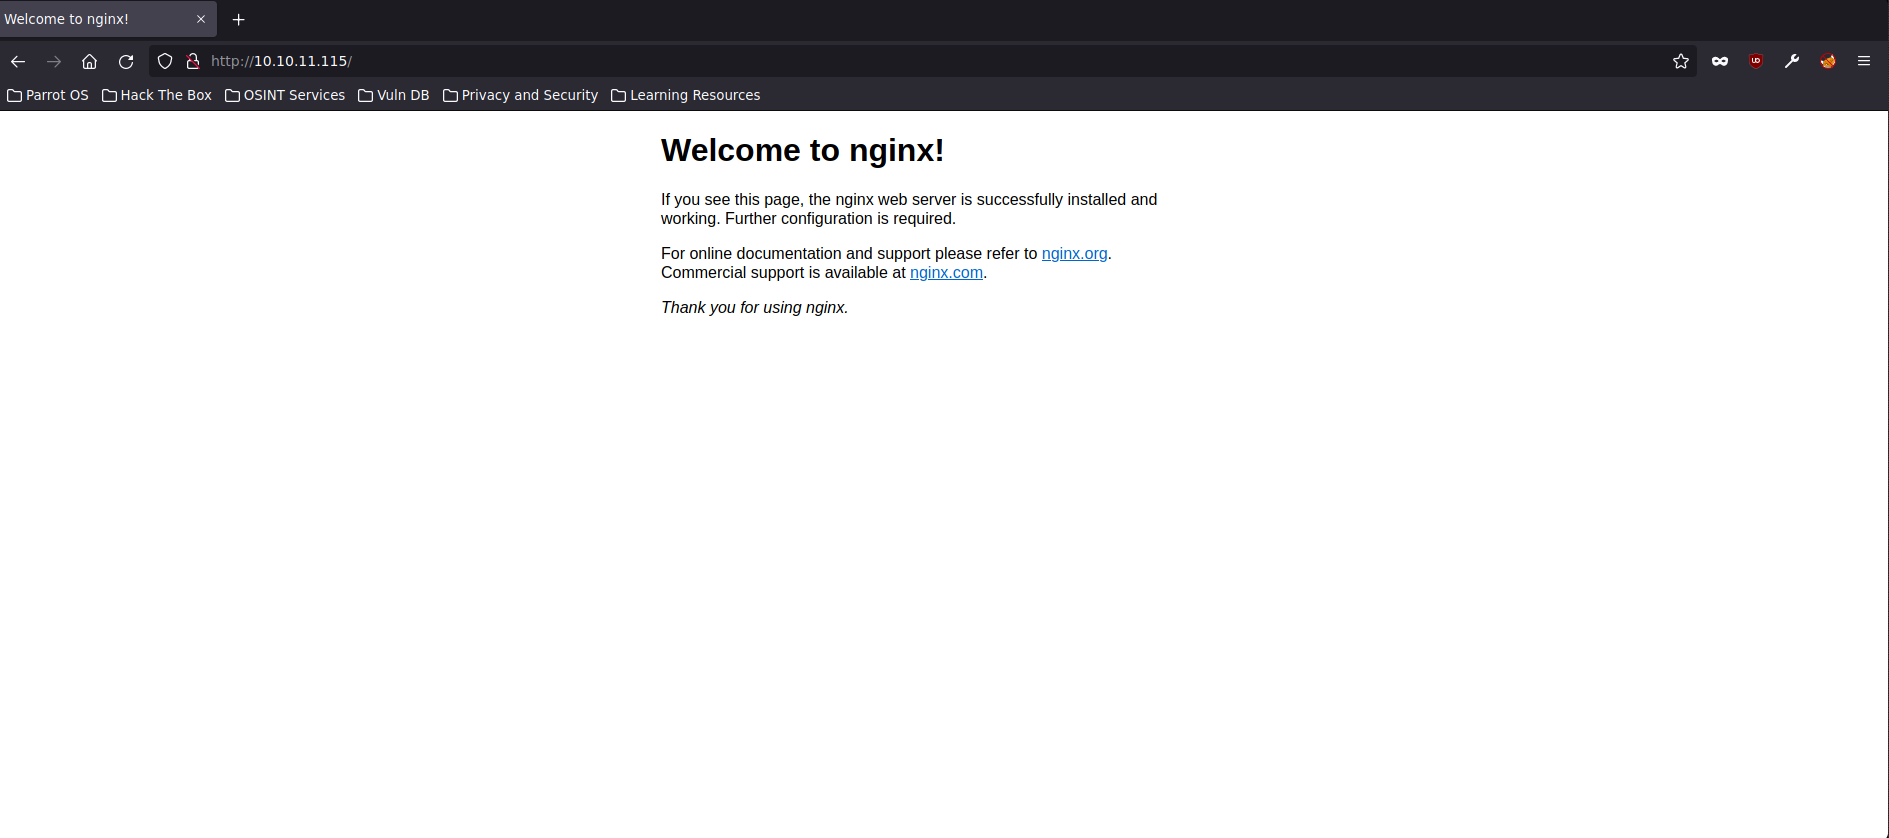 Welcome to nginx!
http://10.10.11.115/
Parrot OS Hack The Box OSINT Services Vuln DB Privacy and Security Learning Resources
Welcome to nginx!
If you see this page, the nginx web server is successfully installed and
working. Further configuration is required.
For online documentation and support please refer to nginx.org.
Commercial support is available at nginx.com.
Thank you for using nginx.